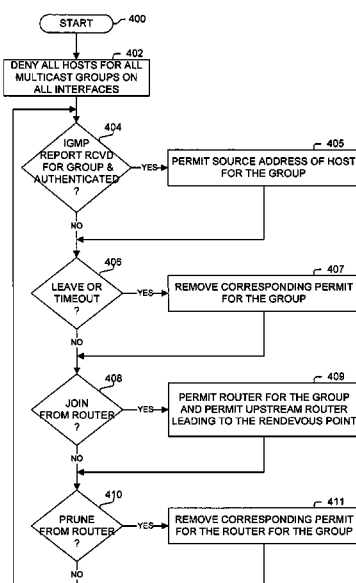 START
400
402
DENY ALL HOSTS FOR ALL
MULTICAST GROUPS ON
ALL INTERFACES
404
IGMP
REPORT RCVD
FOR GROUP &
AUTHENTICATED
?
YES
405
PERMIT SOURCE ADDRESS OF HOST
FOR THE GROUP
NO
406
LEAVE OR
TIMEOUT
?
YES
407
REMOVE CORRESPONDING PERMIT
FOR THE GROUP
NO
408
JOIN
FROM ROUTER
?
YES
409
PERMIT ROUTER FOR THE GROUP
AND PERMIT UPSTREAM ROUTER
LEADING TO THE RENDEVOUS POINT
NO
410
PRUNE
FROM ROUTER
?
YES
411
REMOVE CORRESPONDING PERMIT
FOR THE ROUTER FOR THE GROUP
NO